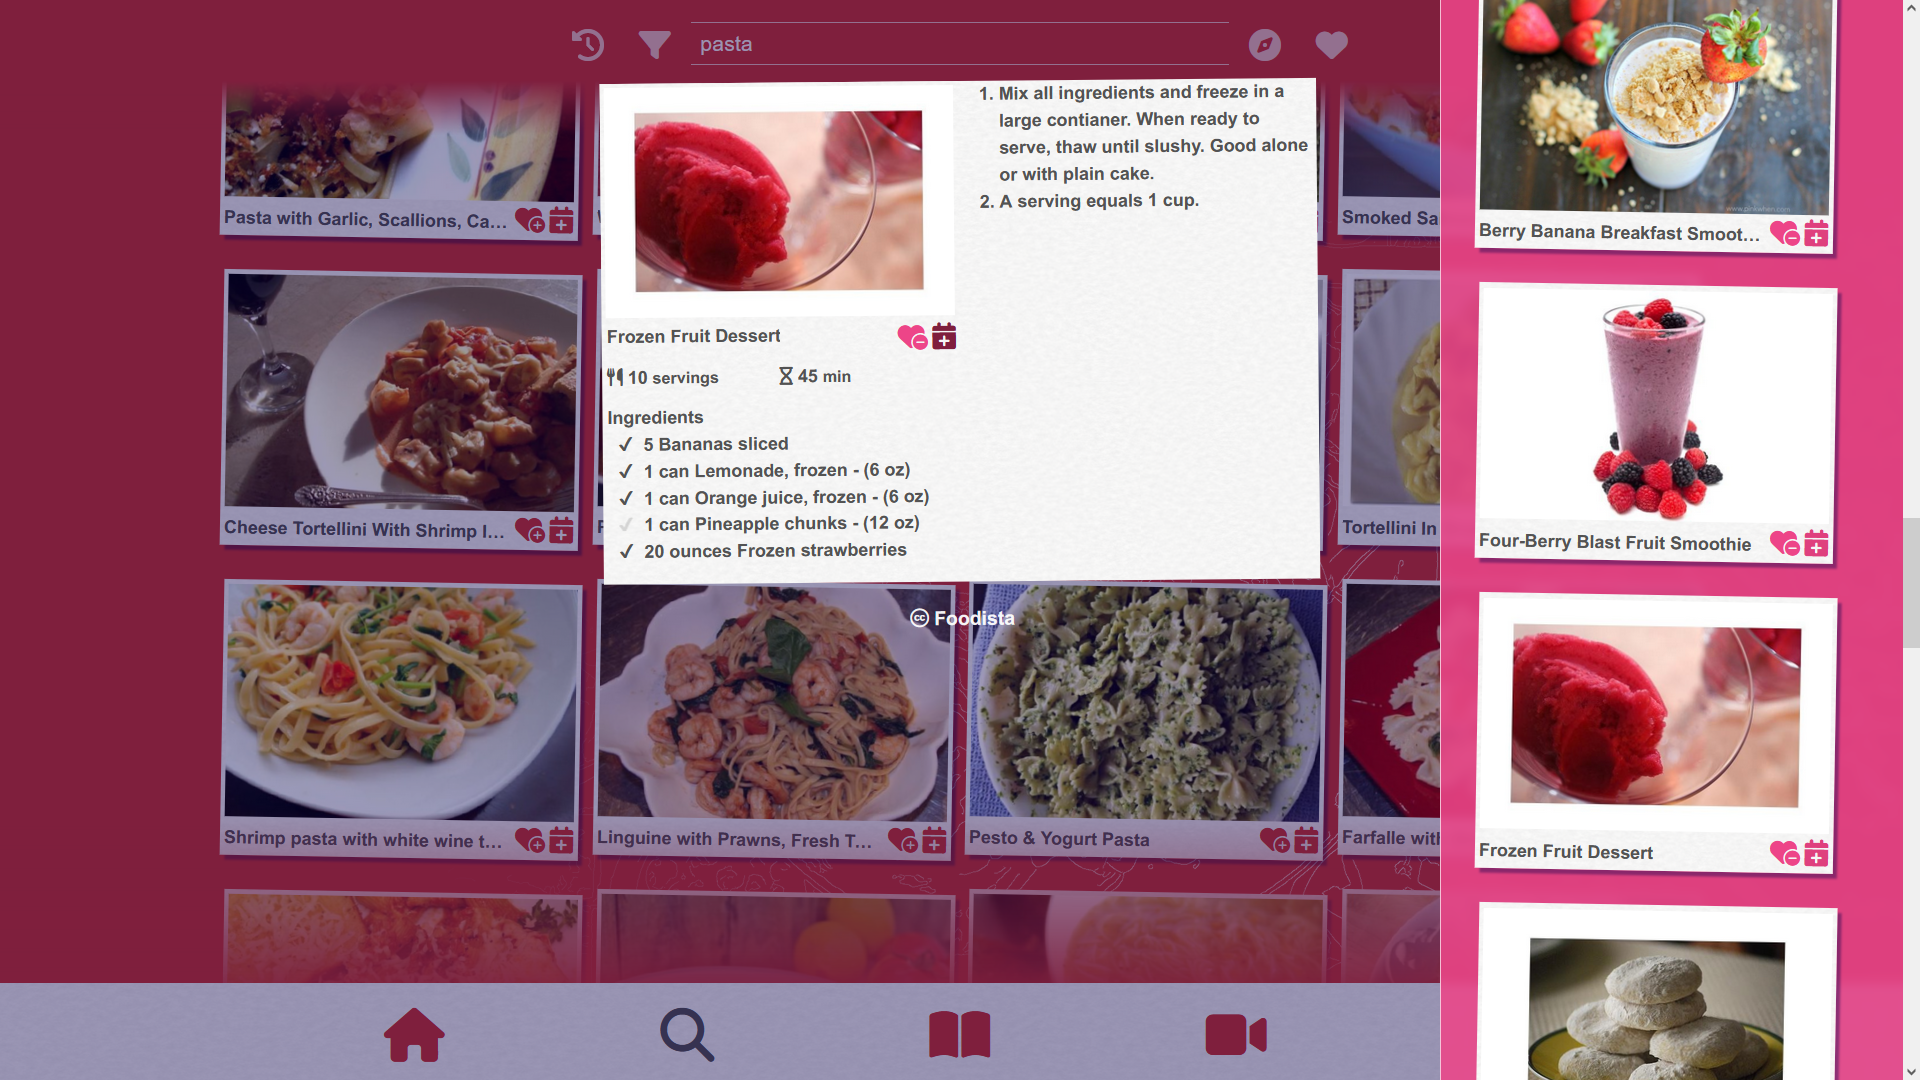 pasta
Pasta with Garlic, Scallions, Ca...
Smoked Sa
Cheese Tortellini With Shrimp I...
Tortellini In
Shrimp pasta with white wine t...
Linguine with Prawns, Fresh T...
Pesto & Yogurt Pasta
Farfalle with
Frozen Fruit Dessert
10 servings
45 min
Ingredients
5 Bananas sliced
1 can Lemonade, frozen - (6 oz)
1 can Orange juice, frozen - (6 oz)
1 can Pineapple chunks - (12 oz)
20 ounces Frozen strawberries
1. Mix all ingredients and freeze in a
large contianer. When ready to
serve, thaw until slushy. Good alone
or with plain cake.
2. A serving equals 1 cup.
cc Foodista
Berry Banana Breakfast Smoot...
Four-Berry Blast Fruit Smoothie
Frozen Fruit Dessert